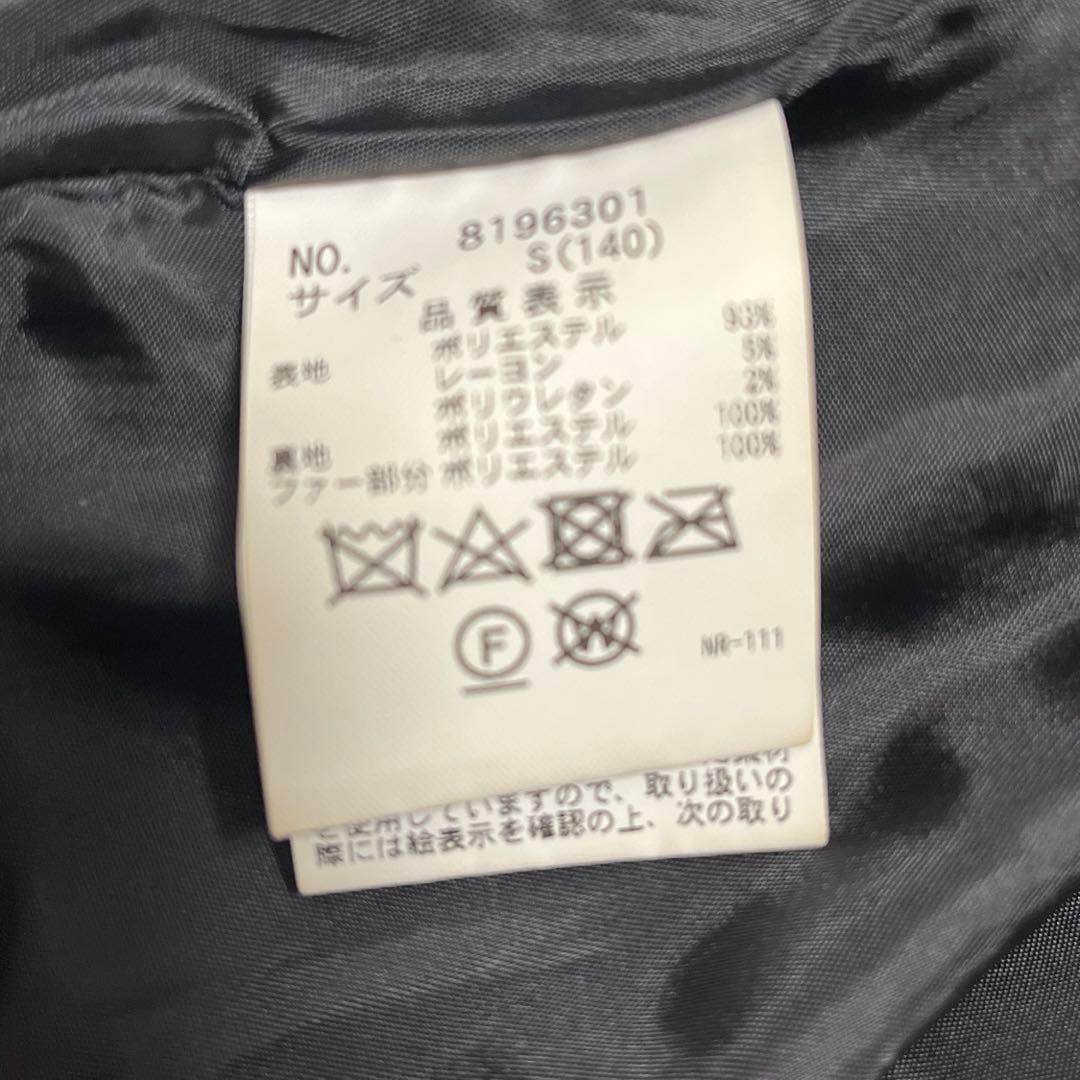 NO. 8196301
サイズ S(140)
品質表示
表地 ポリエステル 93%
レーヨン 5%
ポリウレタン 2%
裏地 ポリエステル 100%
ファー部分 ポリエステル 100%
F W NR-111
使用していますので、取り扱いの
際には絵表示を確認の上、次の取り